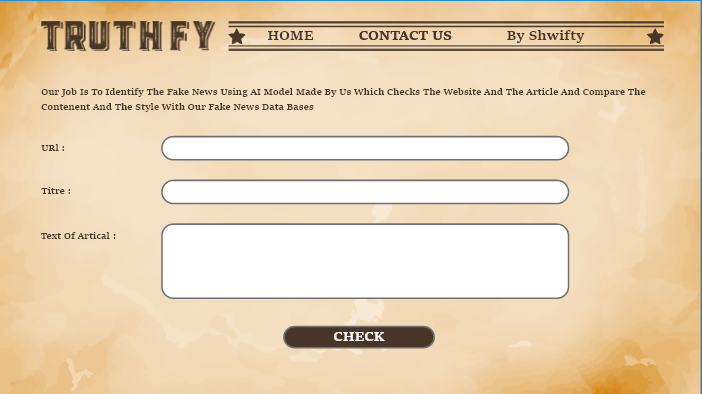 TRUTHFY
HOME CONTACT US By Shwifty
Our Job Is To Identify The Fake News Using AI Model Made By Us Which Checks The Website And The Article And Compare The
Contenent And The Style With Our Fake News Data Bases
URl :
Titre :
Text Of Artical :
CHECK